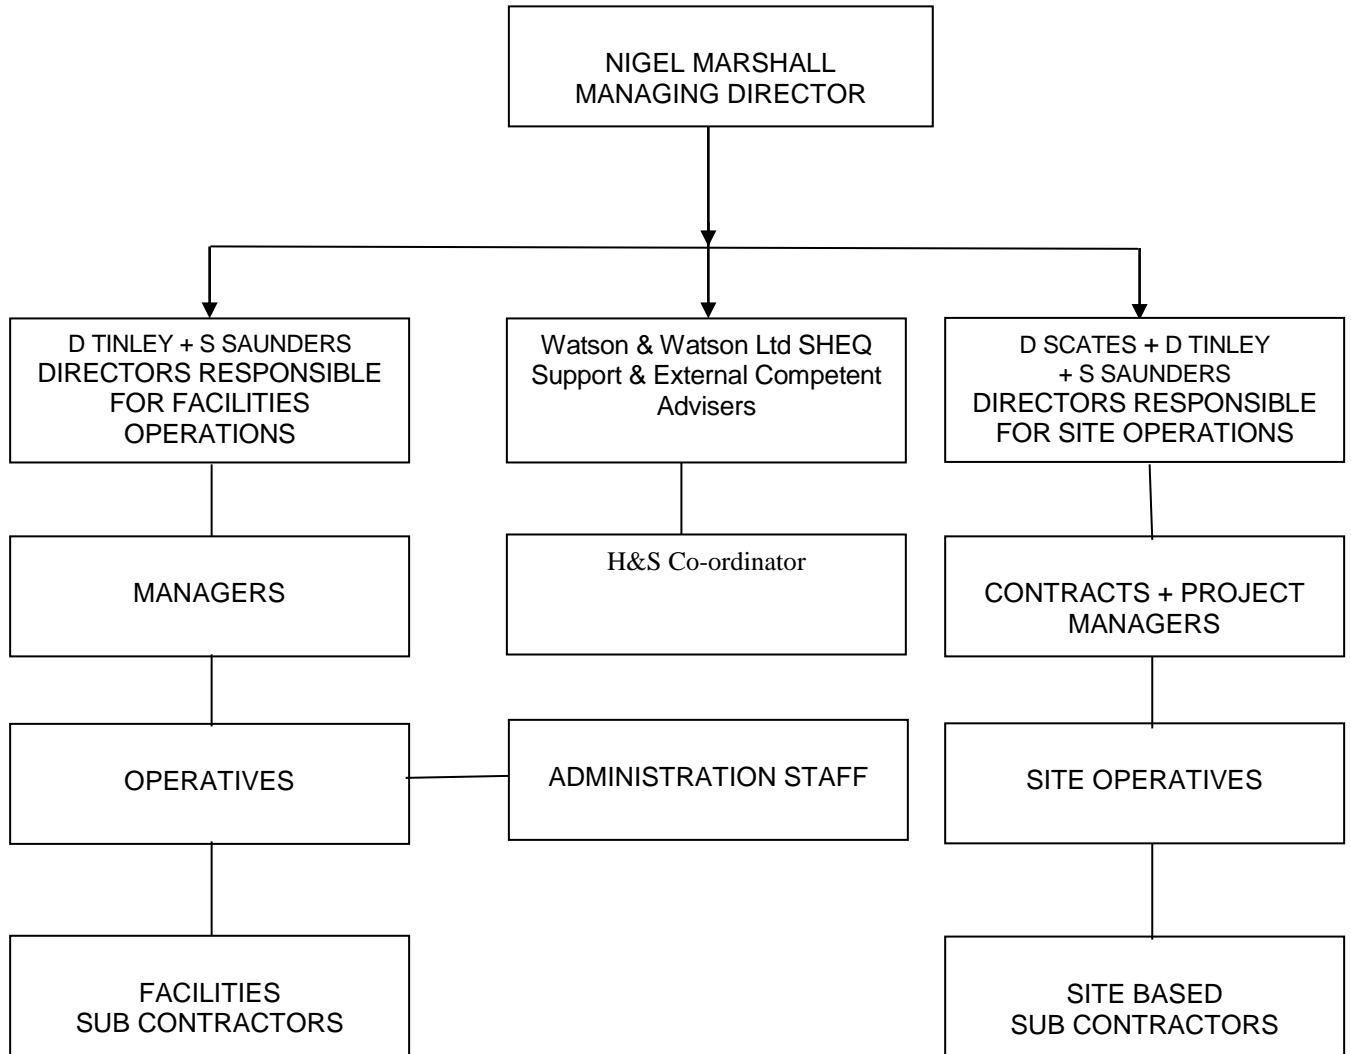 NIGEL MARSHALL
MANAGING DIRECTOR
D TINLEY + S SAUNDERS
DIRECTORS RESPONSIBLE
FOR FACILITIES
OPERATIONS
Watson & Watson Ltd SHEQ
Support & External Competent
Advisers
D SCATES + D TINLEY
+ S SAUNDERS
DIRECTORS RESPONSIBLE
FOR SITE OPERATIONS
MANAGERS
H&S Co-ordinator
CONTRACTS + PROJECT
MANAGERS
OPERATIVES
ADMINISTRATION STAFF
SITE OPERATIVES
FACILITIES
SUB CONTRACTORS
SITE BASED
SUB CONTRACTORS